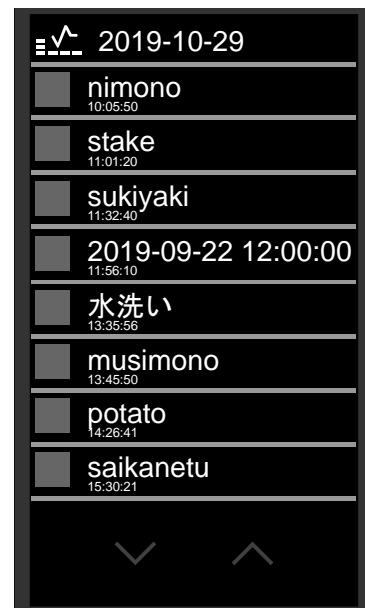 2019-10-29
nimono
10:05:50
stake
11:01:20
sukiyaki
11:32:40
2019-09-22 12:00:00
11:56:10
水洗い
13:35:56
musimono
13:45:50
potato
14:26:41
saikanetu
15:30:21